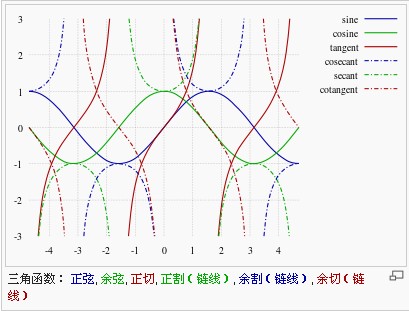 3
2
1
0
-1
-2
-3
-4 -3 -2 -1 0 1 2 3 4
sine
cosine
tangent
cosecant
secant
cotangent
三角函数: 正弦, 余弦, 正切, 正割(链线), 余割(链线), 余切(链
线)